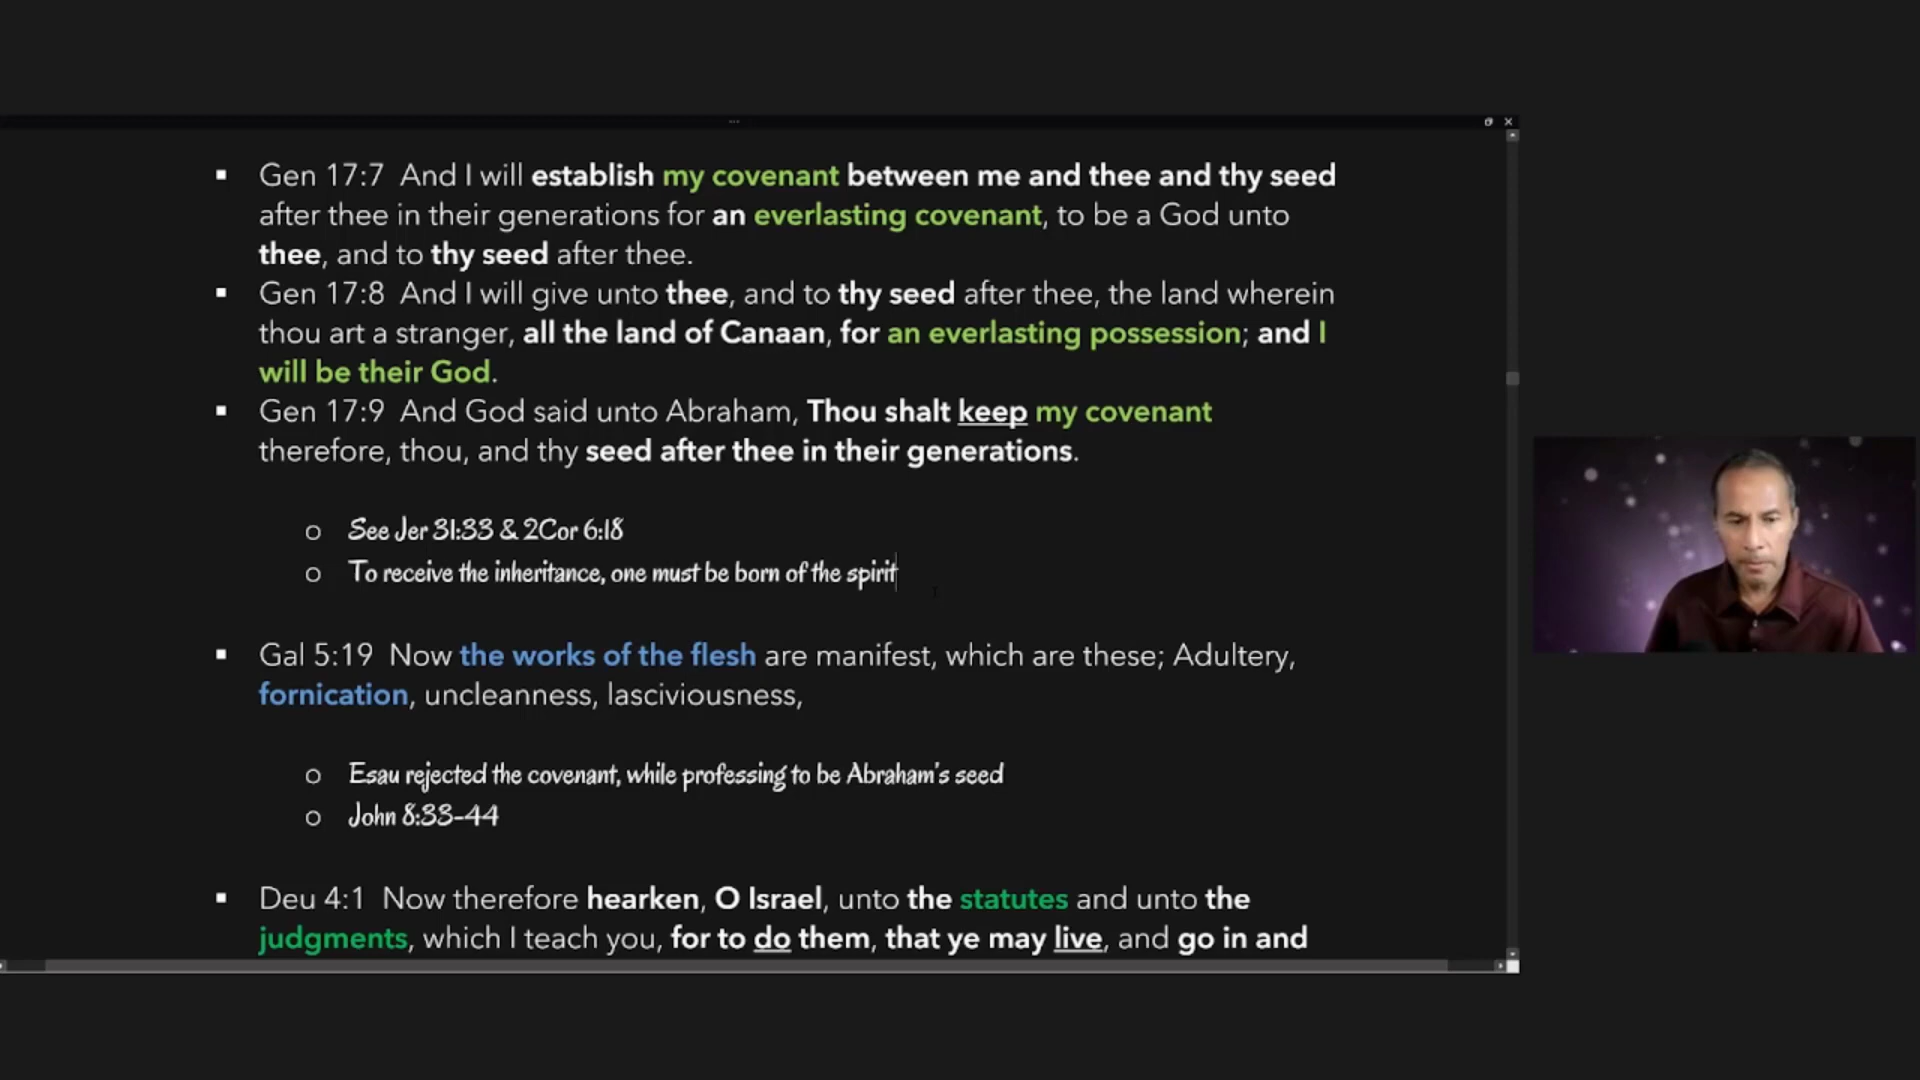 ▪ Gen 17:7 And I will establish my covenant between me and thee and thy seed
after thee in their generations for an everlasting covenant, to be a God unto
thee, and to thy seed after thee.
▪ Gen 17:8 And I will give unto thee, and to thy seed after thee, the land wherein
thou art a stranger, all the land of Canaan, for an everlasting possession; and I
will be their God.
▪ Gen 17:9 And God said unto Abraham, Thou shalt keep my covenant
therefore, thou, and thy seed after thee in their generations.
o See Jer 31:33 & 2Cor 6:18
o To receive the inheritance, one must be born of the spirit
▪ Gal 5:19 Now the works of the flesh are manifest, which are these; Adultery,
fornication, uncleanness, lasciviousness,
o Esau rejected the covenant, while professing to be Abraham's seed
o John 8:33-44
▪ Deu 4:1 Now therefore hearken, O Israel, unto the statutes and unto the
judgments, which I teach you, for to do them, that ye may live, and go in and